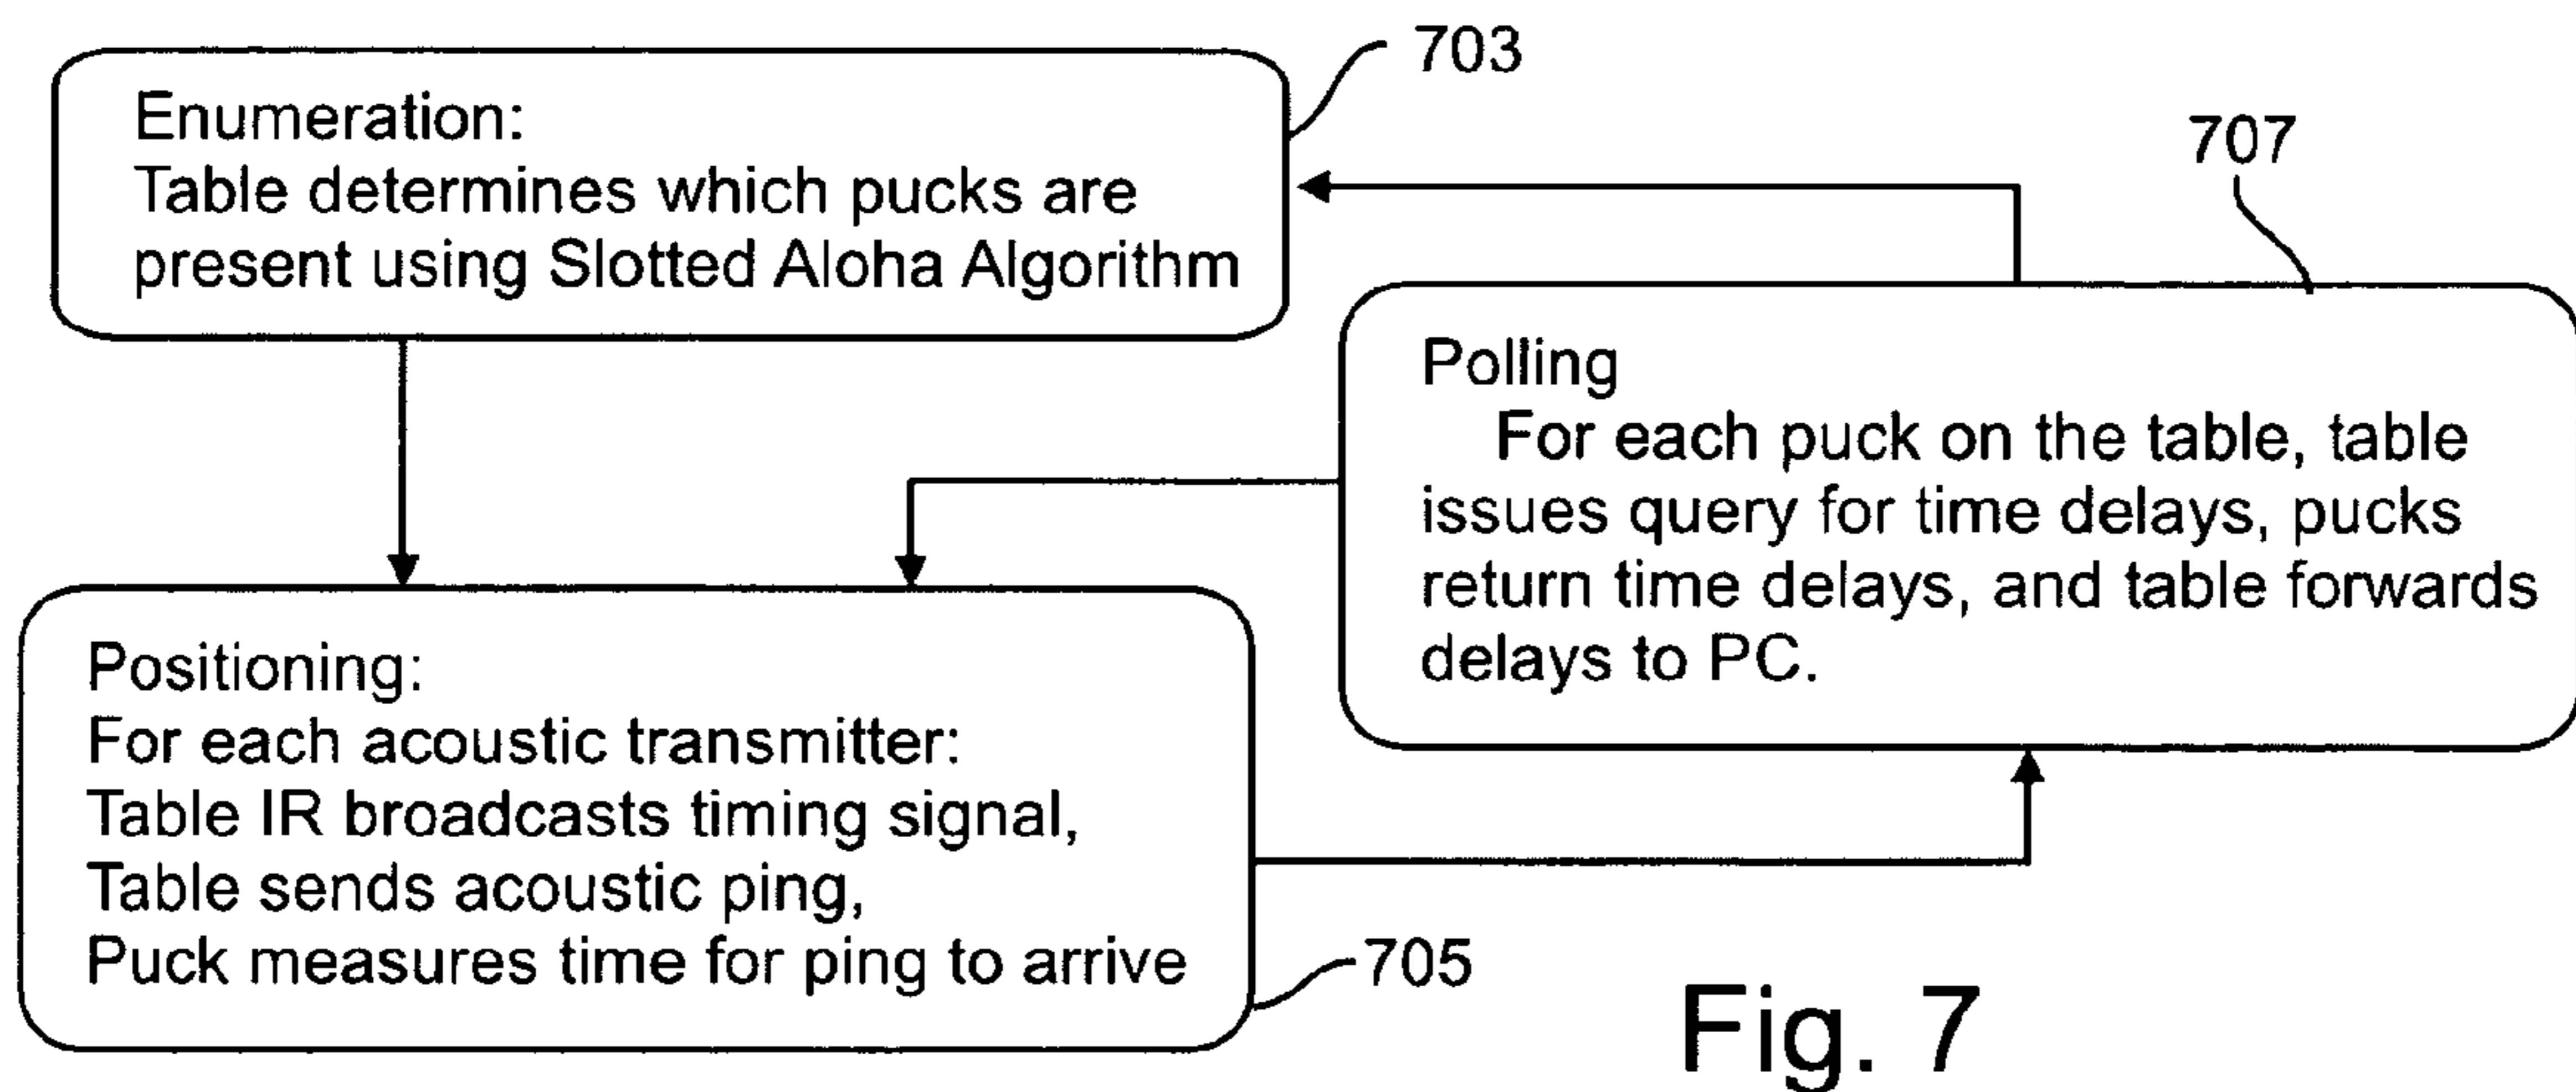 703
Enumeration:
Table determines which pucks are
present using Slotted Aloha Algorithm
707
Polling
For each puck on the table, table
issues query for time delays, pucks
return time delays, and table forwards
delays to PC.
Positioning:
For each acoustic transmitter:
Table IR broadcasts timing signal,
Table sends acoustic ping,
Puck measures time for ping to arrive
705
Fig. 7